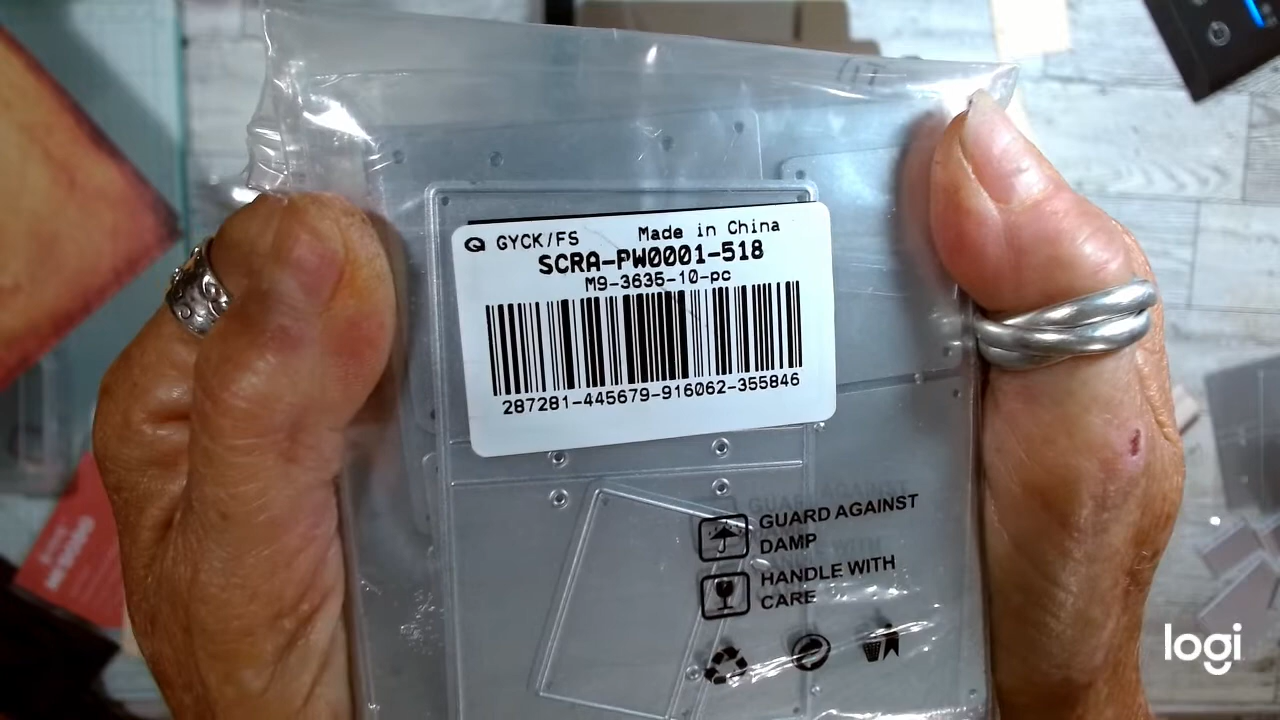 GYCK/FS Made in China
SCRA-PW0001-518
M9-3635-10-pc
287281-445679-916062-355846
GUARD AGAINST
DAMP
HANDLE WITH
CARE
logi